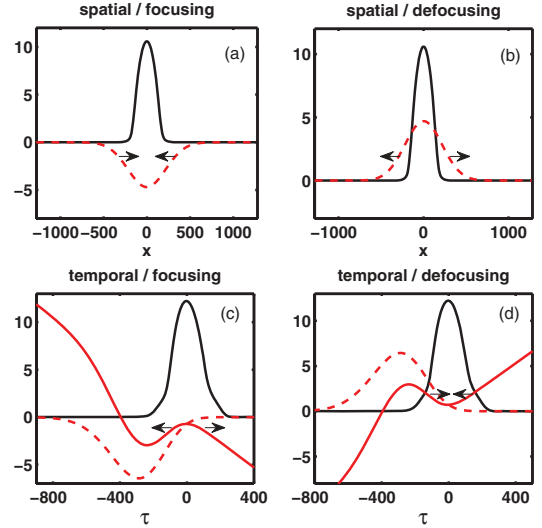 spatial / focusing
spatial / defocusing
(a)
(b)
10
5
0
−5
−1000 −500 0 500 1000
x
10
5
0
−1000 0 1000
x
temporal / focusing
temporal / defocusing
(c)
(d)
10
5
0
−5
−800 −400 0 400
τ
10
5
0
−5
−800 −400 0 400
τ